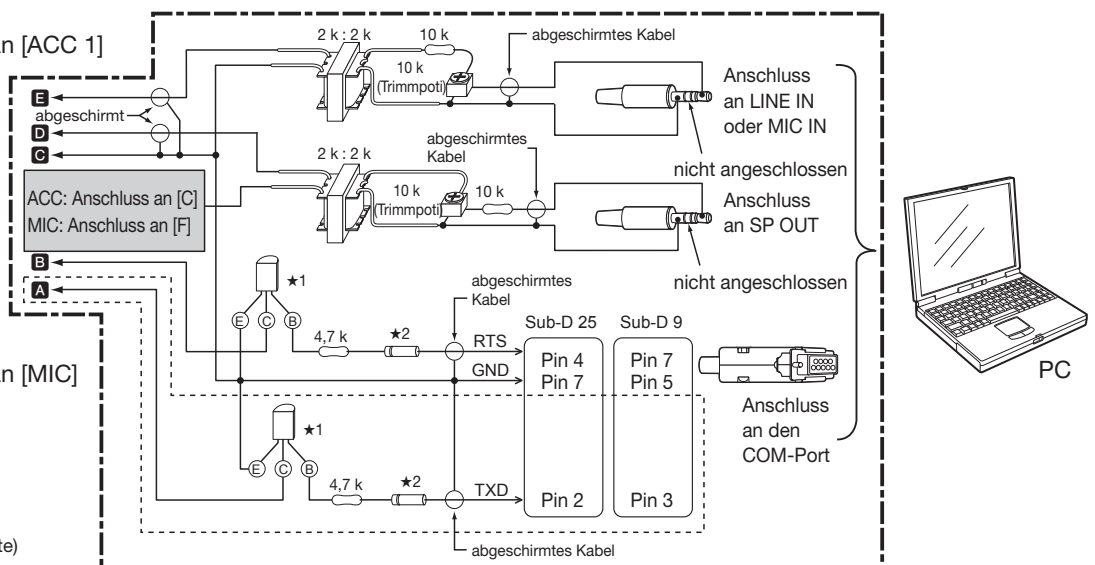 an [ACC 1]
E
abgeschirmt
D
C
ACC: Anschluss an [C]
MIC: Anschluss an [F]
B
A
an [MIC]
2 k : 2 k
10 k
10 k
(Trimmpoti)
abgeschirmtes Kabel
Anschluss
an LINE IN
oder MIC IN
nicht angeschlossen
2 k : 2 k
10 k
(Trimmpoti)
10 k
abgeschirmtes
Kabel
Anschluss
an SP OUT
nicht angeschlossen
★1
E C B
4,7 k
★2
abgeschirmtes
Kabel
RTS
GND
Sub-D 25
Pin 4
Pin 7
Pin 2
Sub-D 9
Pin 7
Pin 5
Pin 3
★1
E C B
4,7 k
★2
TXD
abgeschirmtes Kabel
Anschluss
an den
COM-Port
PC